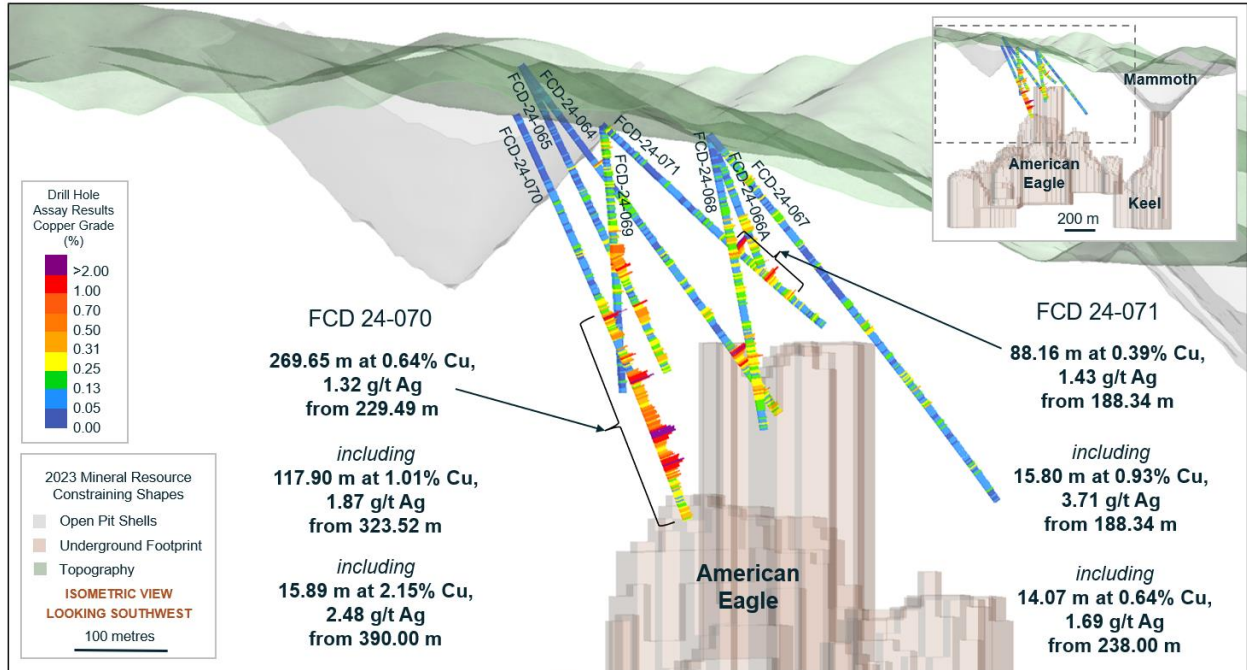 FCD-24-064
FCD-24-065
FCD-24-070
FCD-24-071
FCD-24-069
FCD-24-068
FCD-24-066A
FCD-24-067
Mammoth
American
Eagle
Keel
200 m
Drill Hole
Assay Results
Copper Grade
(%)
>2.00
1.00
0.70
0.50
0.31
0.25
0.13
0.05
0.00
2023 Mineral Resource
Constraining Shapes
Open Pit Shells
Underground Footprint
Topography
ISOMETRIC VIEW
LOOKING SOUTHWEST
100 metres
FCD 24-070
269.65 m at 0.64% Cu,
1.32 g/t Ag
from 229.49 m
including
117.90 m at 1.01% Cu,
1.87 g/t Ag
from 323.52 m
including
15.89 m at 2.15% Cu,
2.48 g/t Ag
from 390.00 m
American
Eagle
FCD 24-071
88.16 m at 0.39% Cu,
1.43 g/t Ag
from 188.34 m
including
15.80 m at 0.93% Cu,
3.71 g/t Ag
from 188.34 m
including
14.07 m at 0.64% Cu,
1.69 g/t Ag
from 238.00 m